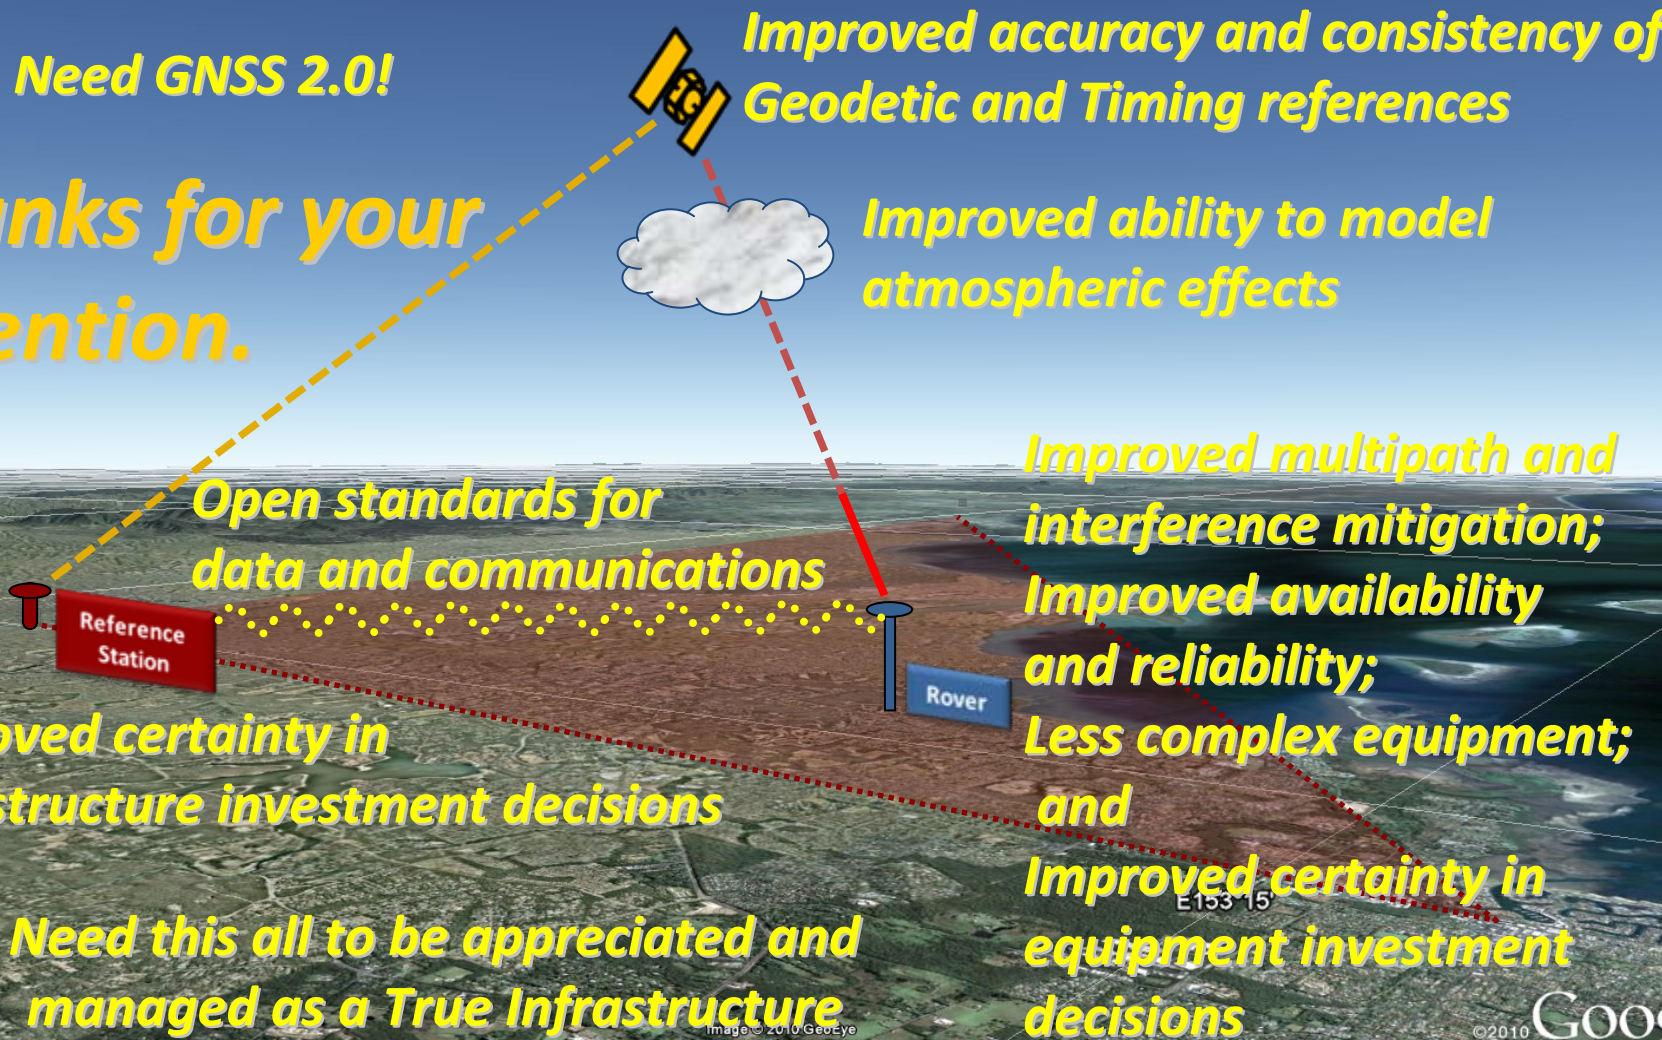 Need GNSS 2.0!
Improved accuracy and consistency of
Geodetic and Timing references
anks for your
ention.
Improved ability to model
atmospheric effects
Open standards for
data and communications
Reference
Station
Rover
Improved multipath and
interference mitigation;
Improved availability
and reliability;
Less complex equipment;
and
Improved certainty in
equipment investment
decisions
oved certainty in
structure investment decisions
E153 15'
Need this all to be appreciated and
managed as a True Infrastructure
Image © 2010 GeoEye
©2010 Goo